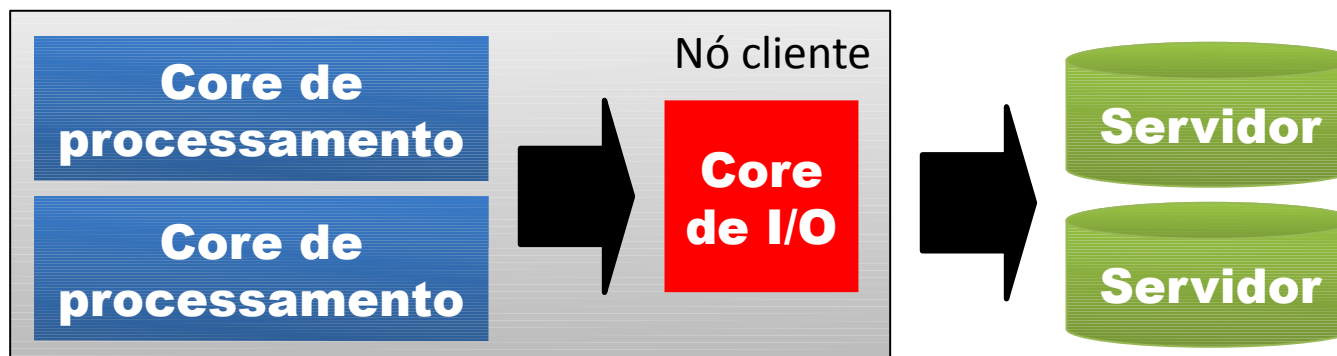 Core de
processamento
Core de
processamento
Nó cliente
Core
de I/O
Servidor
Servidor